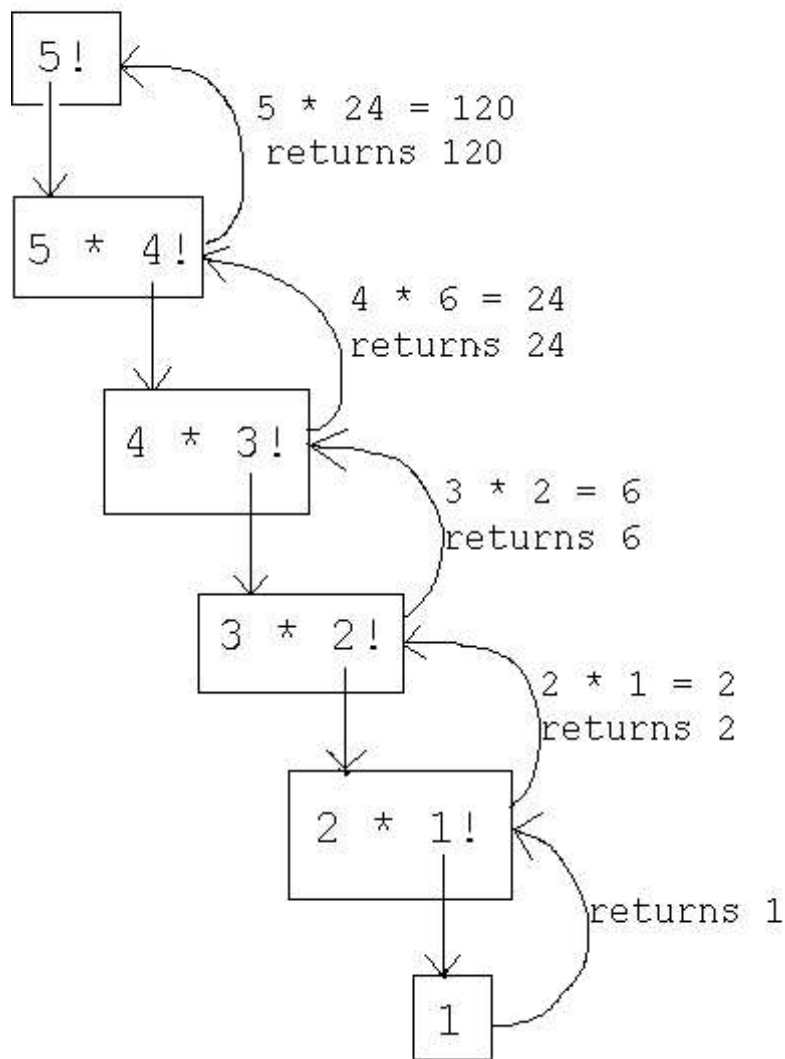 5!
5 * 24 = 120
returns 120
5 * 4!
4 * 6 = 24
returns 24
4 * 3!
3 * 2 = 6
returns 6
3 * 2!
2 * 1 = 2
returns 2
2 * 1!
returns 1
1